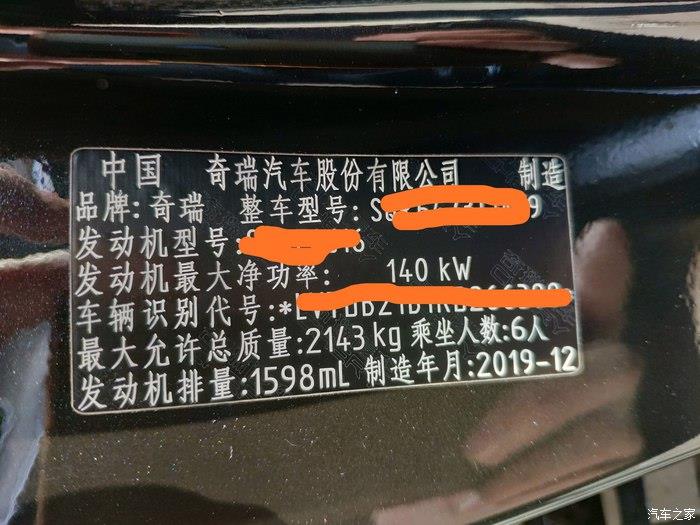 中国 奇瑞汽车股份有限公司 制造
品牌:奇瑞 整车型号:
发动机型号:
发动机最大净功率: 140 kW
车辆识别代号:
最大允许总质量:2143kg 乘坐人数:6人
发动机排量:1598mL 制造年月:2019-12
汽车之家